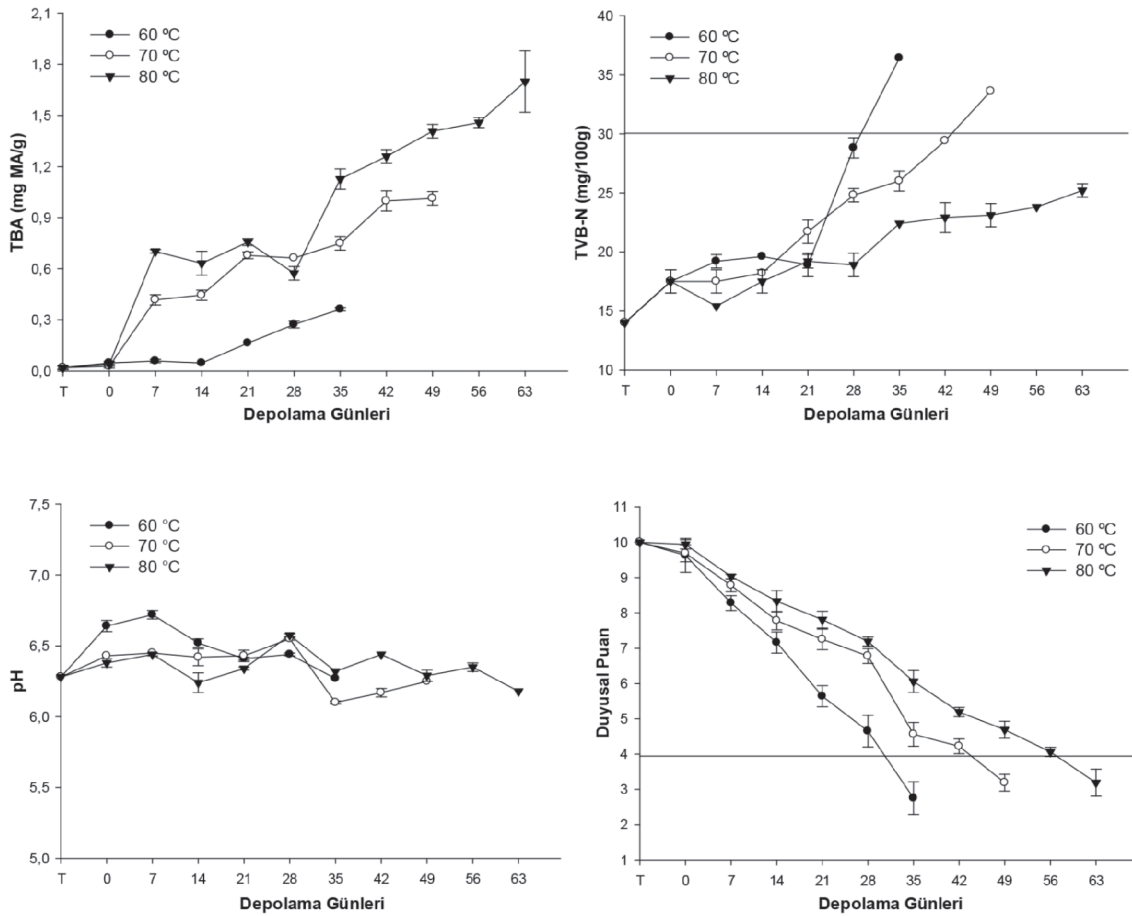 2,1
1,8
1,5
1,2
0,9
0,6
0,3
0,0
TBA (mg MA/g)
60 ºC
70 ºC
80 ºC
T 0 7 14 21 28 35 42 49 56 63
Depolama Günleri
40
35
30
25
20
15
10
TVB-N (mg/100g)
60 ºC
70 ºC
80 ºC
T 0 7 14 21 28 35 42 49 56 63
Depolama Günleri
7,5
7,0
6,5
6,0
5,5
5,0
pH
60 °C
70 °C
80 °C
T 0 7 14 21 28 35 42 49 56 63
Depolama Günleri
11
10
9
8
7
6
5
4
3
2
1
Duyusal Puan
60 ºC
70 ºC
80 ºC
T 0 7 14 21 28 35 42 49 56 63
Depolama Günleri